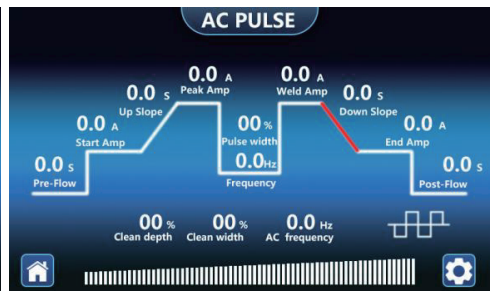 AC PULSE
0.0 A
Peak Amp
0.0 A
Weld Amp
0.0 s
Up Slope
0.0 s
Down Slope
0.0 A
Start Amp
00 %
Pulse width
0.0 A
End Amp
0.0 s
Pre-Flow
0.0Hz
Frequency
0.0 s
Post-Flow
00 %
Clean depth
00 %
Clean width
0.0 Hz
AC frequency